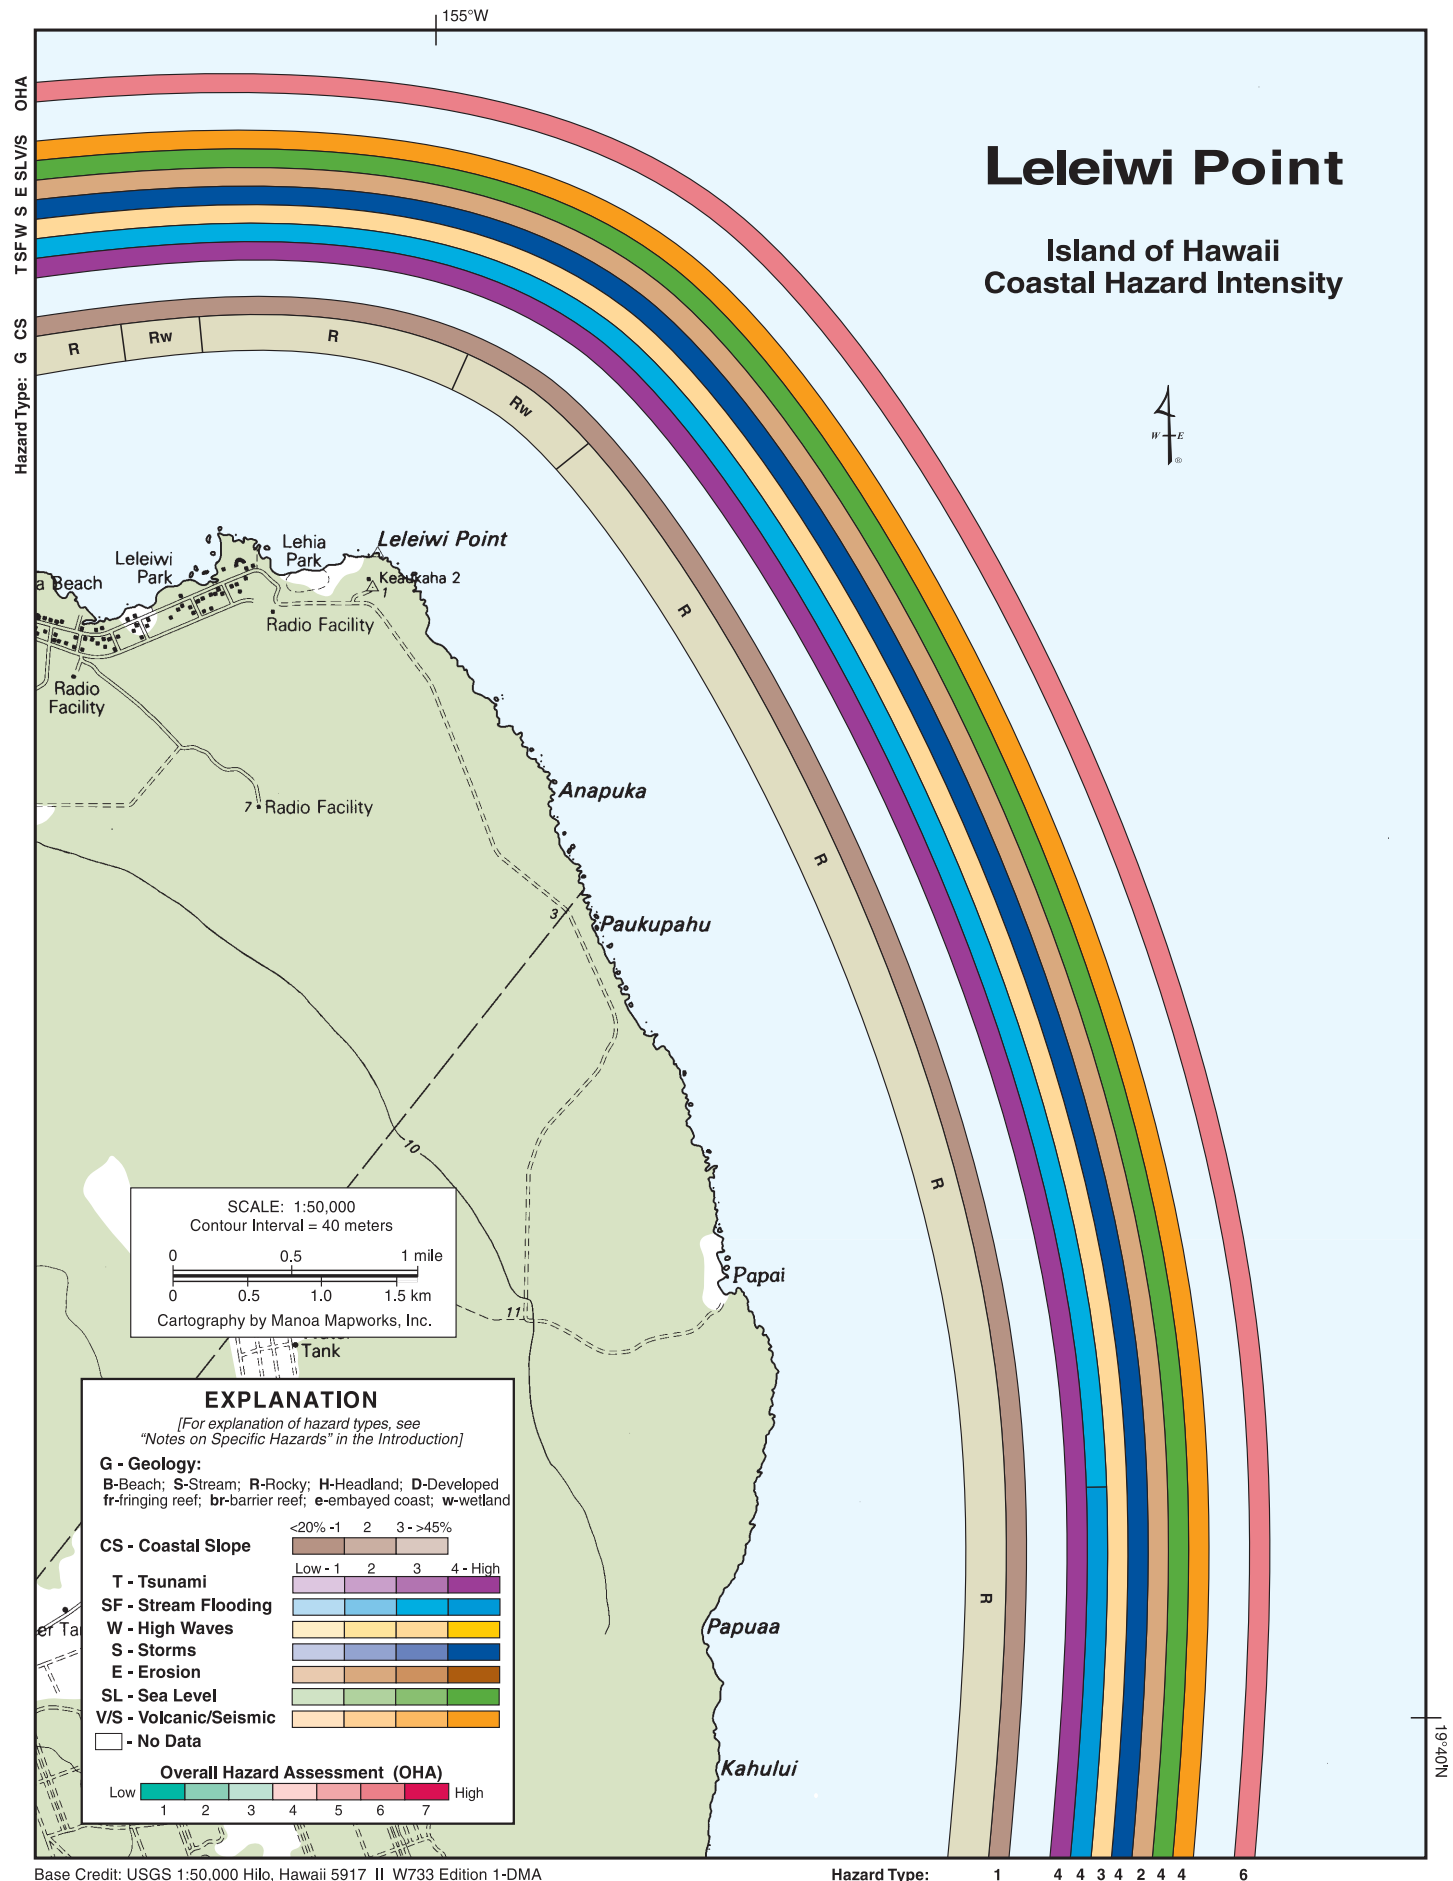 155°W
Leleiwi Point
Island of Hawaii
Coastal Hazard Intensity
W E
®
Hazard Type: G CS T SF W S E SL V/S OHA
R
Rw
R
Rw
R
R
R
R
Leleiwi Point
Lehia
Park
Leleiwi
Park
a Beach
Keaukaha 2
1
Radio Facility
Radio
Facility
7
Radio Facility
Anapuka
3
Paukupahu
10
Papai
11
Tank
Papuaa
Kahului
SCALE: 1:50,000
Contour Interval = 40 meters
0 0.5 1 mile
0 0.5 1.0 1.5 km
Cartography by Manoa Mapworks, Inc.
EXPLANATION
[For explanation of hazard types, see
“Notes on Specific Hazards” in the Introduction]
G - Geology:
B-Beach; S-Stream; R-Rocky; H-Headland; D-Developed
fr-fringing reef; br-barrier reef; e-embayed coast; w-wetland
<20% -1 2 3 - >45%
CS - Coastal Slope
Low - 1 2 3 4 - High
T - Tsunami
SF - Stream Flooding
W - High Waves
S - Storms
E - Erosion
SL - Sea Level
V/S - Volcanic/Seismic
- No Data
Overall Hazard Assessment (OHA)
Low High
1 2 3 4 5 6 7
er Ta
19°40'N
Base Credit: USGS 1:50,000 Hilo, Hawaii 5917 II W733 Edition 1-DMA
Hazard Type: 1 4 4 3 4 2 4 4 6